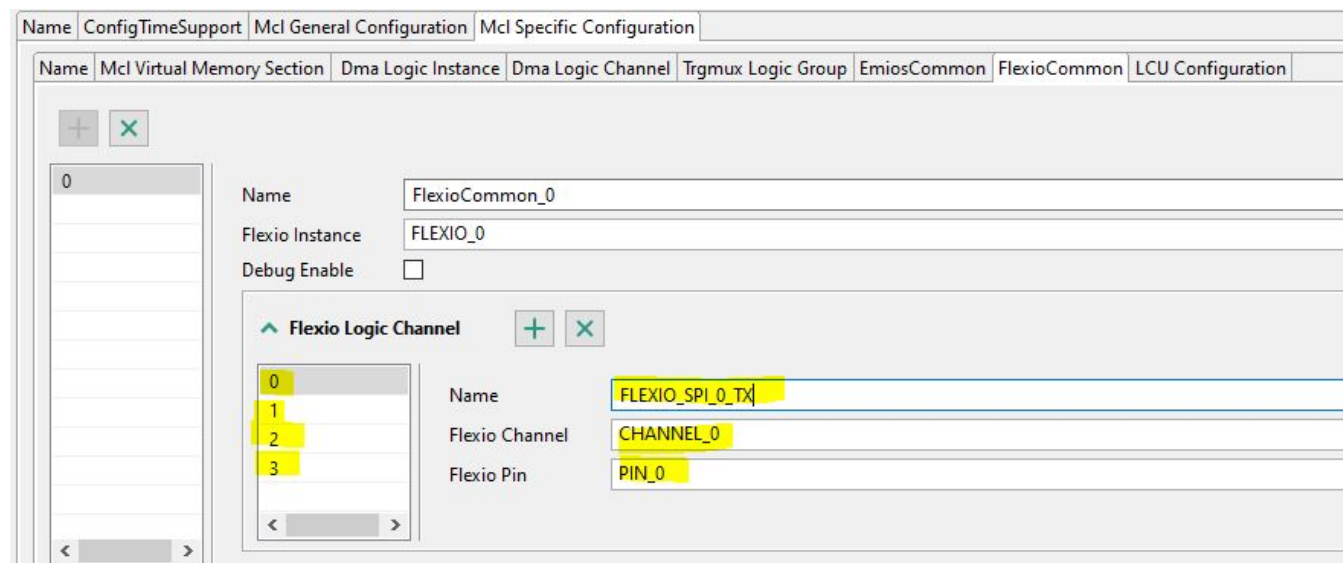 Name ConfigTimeSupport Mcl General Configuration Mcl Specific Configuration
Name Mcl Virtual Memory Section Dma Logic Instance Dma Logic Channel Trgmux Logic Group EmiosCommon FlexioCommon LCU Configuration
0
Name FlexioCommon_0
Flexio Instance FLEXIO_0
Debug Enable
Flexio Logic Channel
0
1
2
3
Name FLEXIO_SPI_0_TX
Flexio Channel CHANNEL_0
Flexio Pin PIN_0